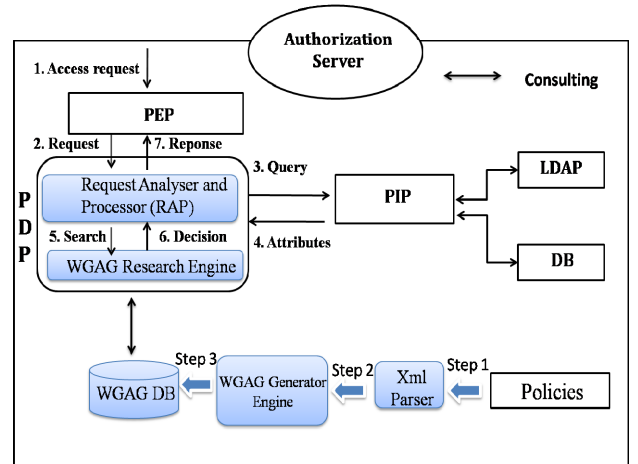 Authorization
Server
1. Access request
Consulting
PEP
2. Request
7. Reponse
3. Query
P
D
P
Request Analyser and
Processor (RAP)
PIP
LDAP
5. Search
6. Decision
4. Attributes
WGAG Research Engine
DB
Step 3
Step 2
Step 1
WGAG DB
WGAG Generator
Engine
Xml
Parser
Policies